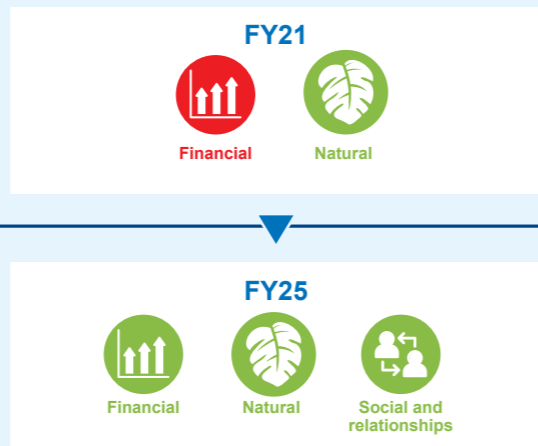 FY21
Financial
Natural
FY25
Financial
Natural
Social and
relationships